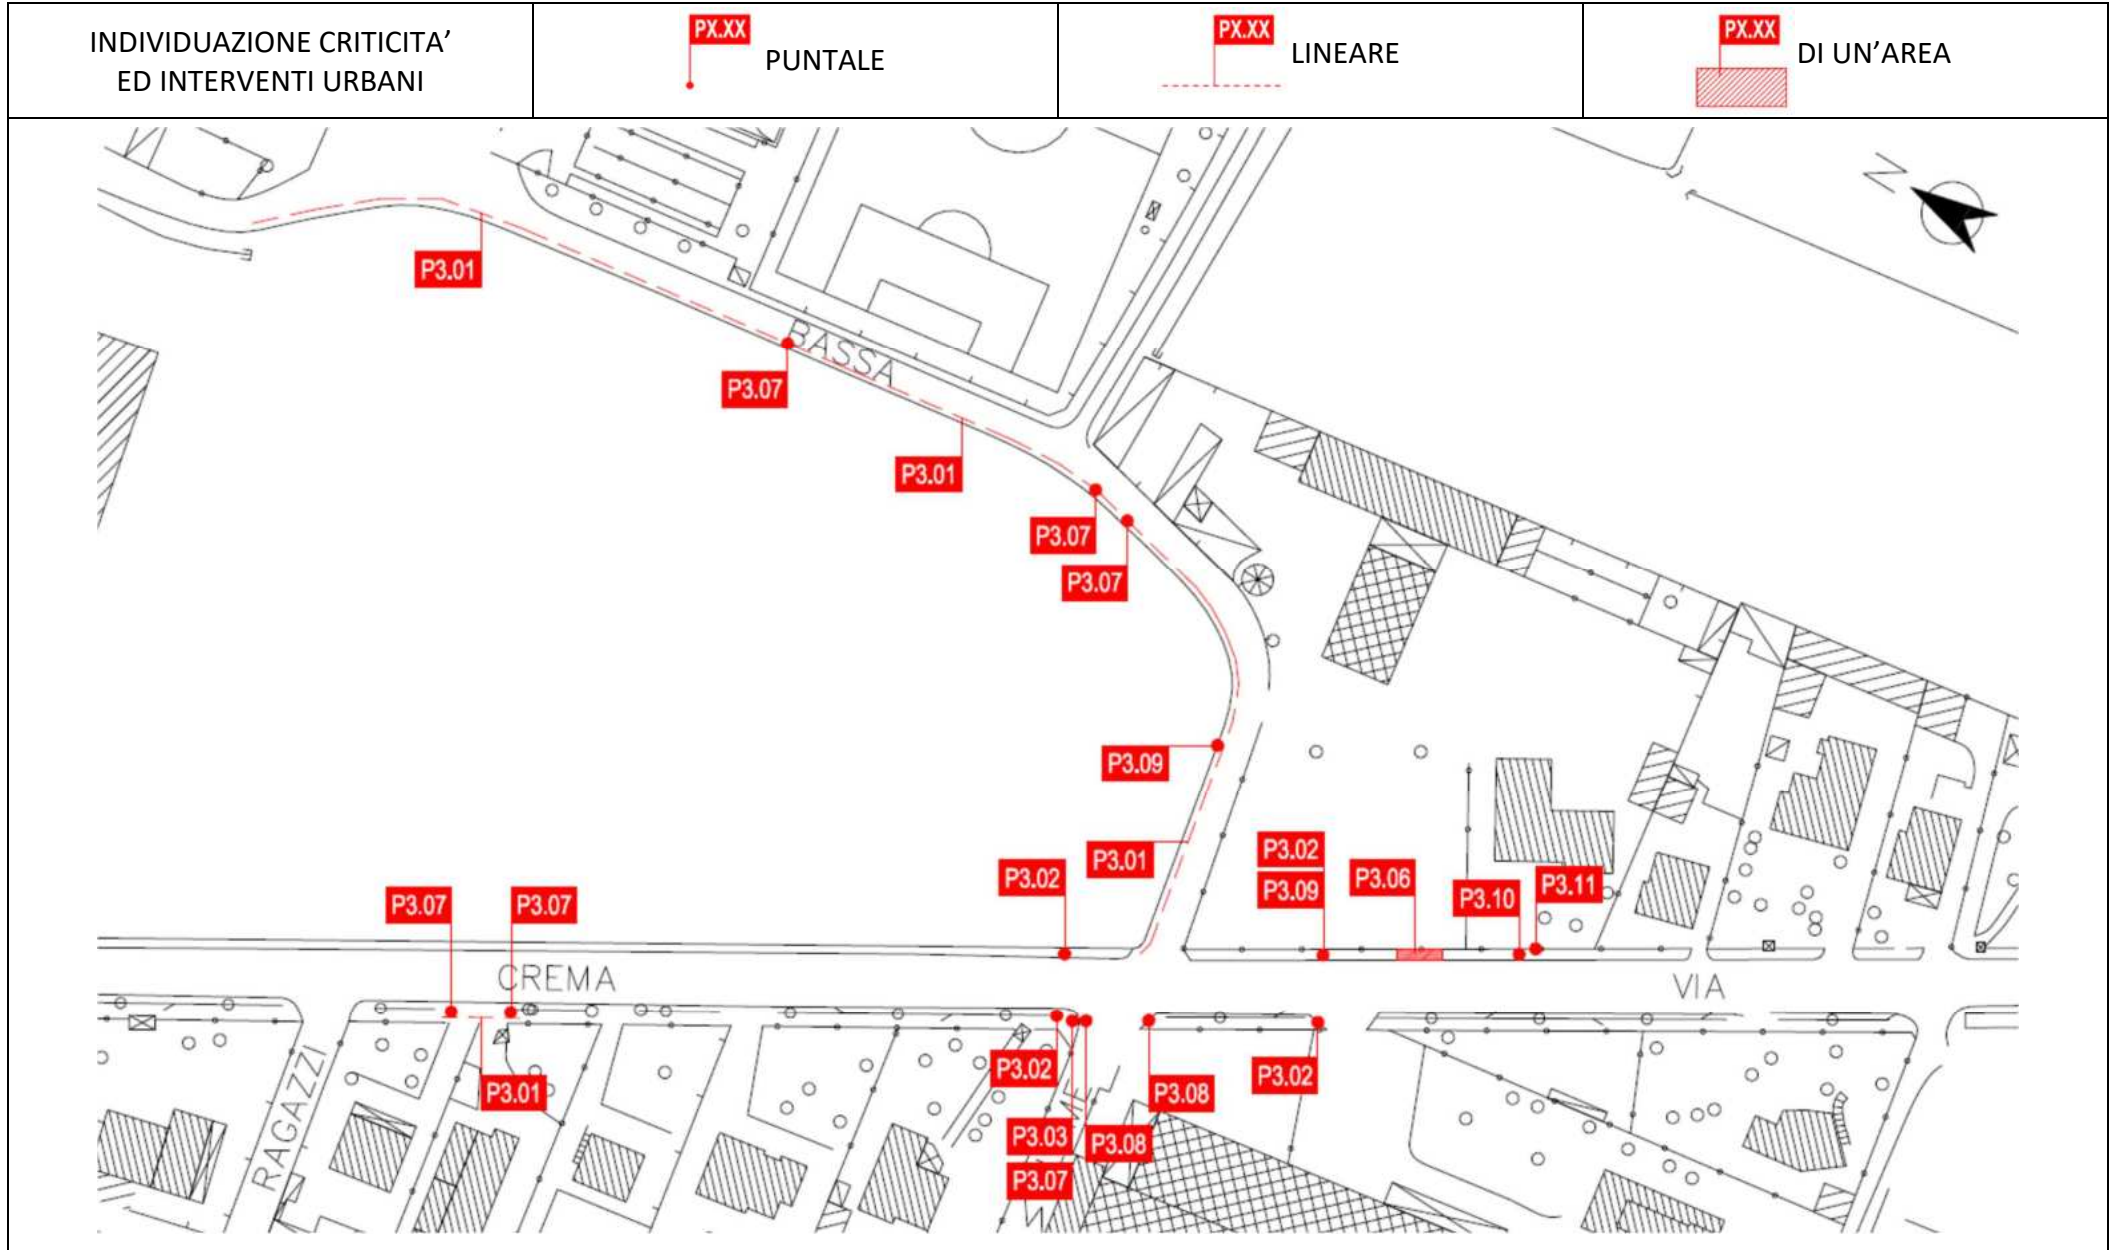 INDIVIDUAZIONE CRITICITA’
ED INTERVENTI URBANI
PX.XX
PUNTALE
PX.XX
LINEARE
PX.XX
DI UN’AREA
N
P3.01
BASSA
P3.07
P3.01
P3.07
P3.07
P3.09
P3.01
P3.02
P3.02
P3.09
P3.06
P3.10
P3.11
P3.07
P3.07
CREMA
VIA
RAGAZZI
P3.01
P3.02
P3.03
P3.07
P3.08
P3.08
P3.02